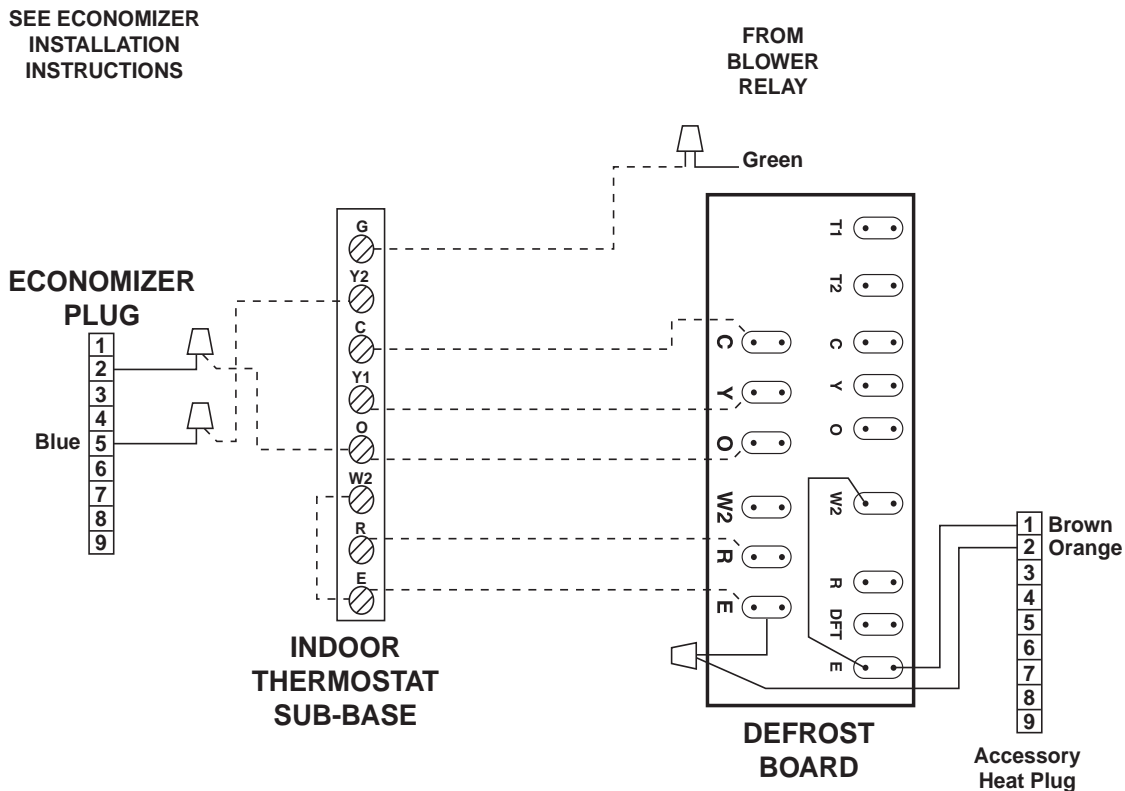 SEE ECONOMIZER
INSTALLATION
INSTRUCTIONS
FROM
BLOWER
RELAY
Green
ECONOMIZER
PLUG
1
2
3
4
Blue 5
6
7
8
9
G
Y2
C
Y1
O
W2
R
E
INDOOR
THERMOSTAT
SUB-BASE
C
Y
O
W2
R
E
T1
T2
C
Y
O
W2
R
DFT
E
DEFROST
BOARD
1 Brown
2 Orange
3
4
5
6
7
8
9
Accessory
Heat Plug